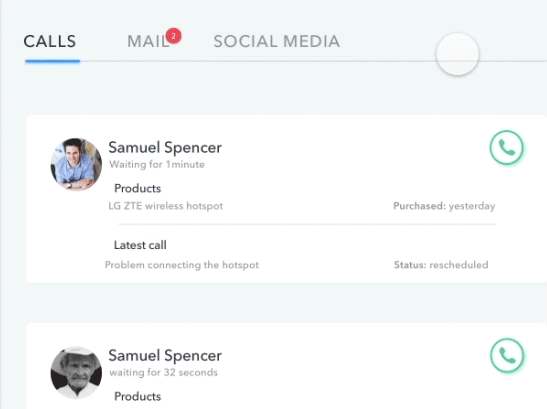 CALLS MAIL 2 SOCIAL MEDIA
Samuel Spencer
Waiting for 1minute
Products
LG ZTE wireless hotspot Purchased: yesterday
Latest call
Problem connecting the hotspot Status: rescheduled
Samuel Spencer
waiting for 32 seconds
Products